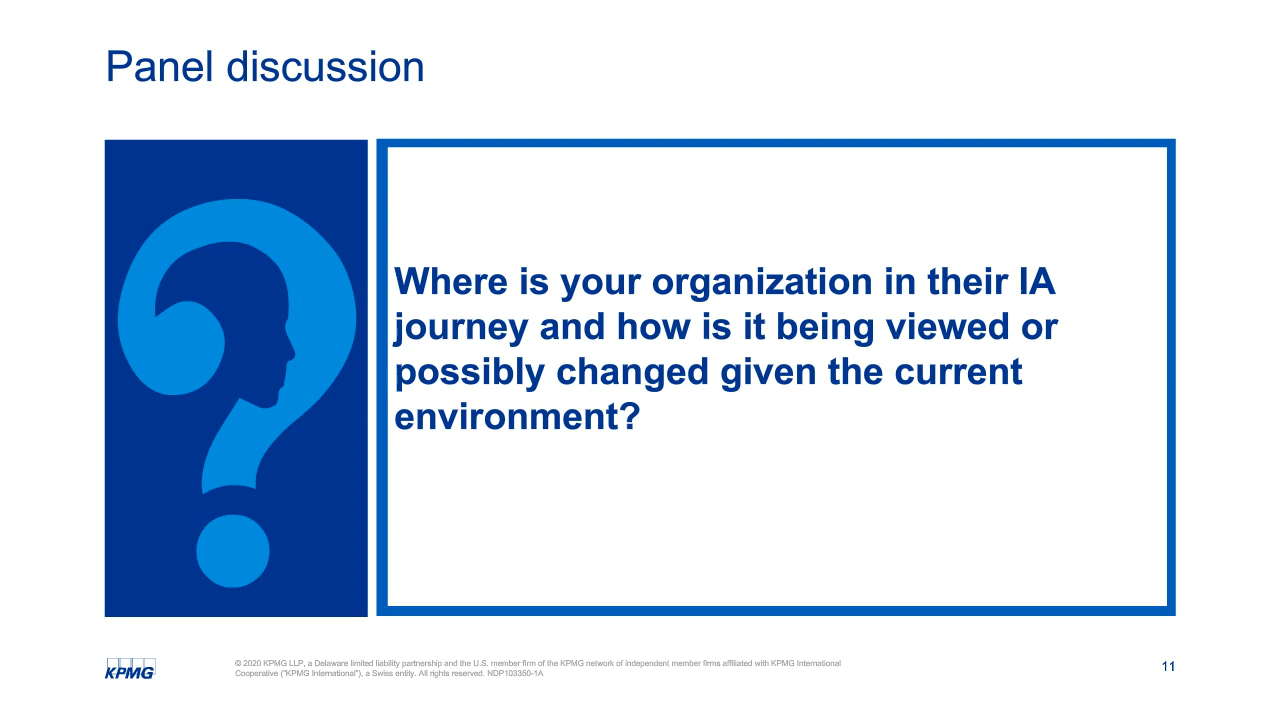 Panel discussion
Where is your organization in their IA
journey and how is it being viewed or
possibly changed given the current
environment?
KPMG
© 2020 KPMG LLP, a Delaware limited liability partnership and the U.S. member firm of the KPMG network of independent member firms affiliated with KPMG International
Cooperative ("KPMG International"), a Swiss entity. All rights reserved. NDP103350-1A
11